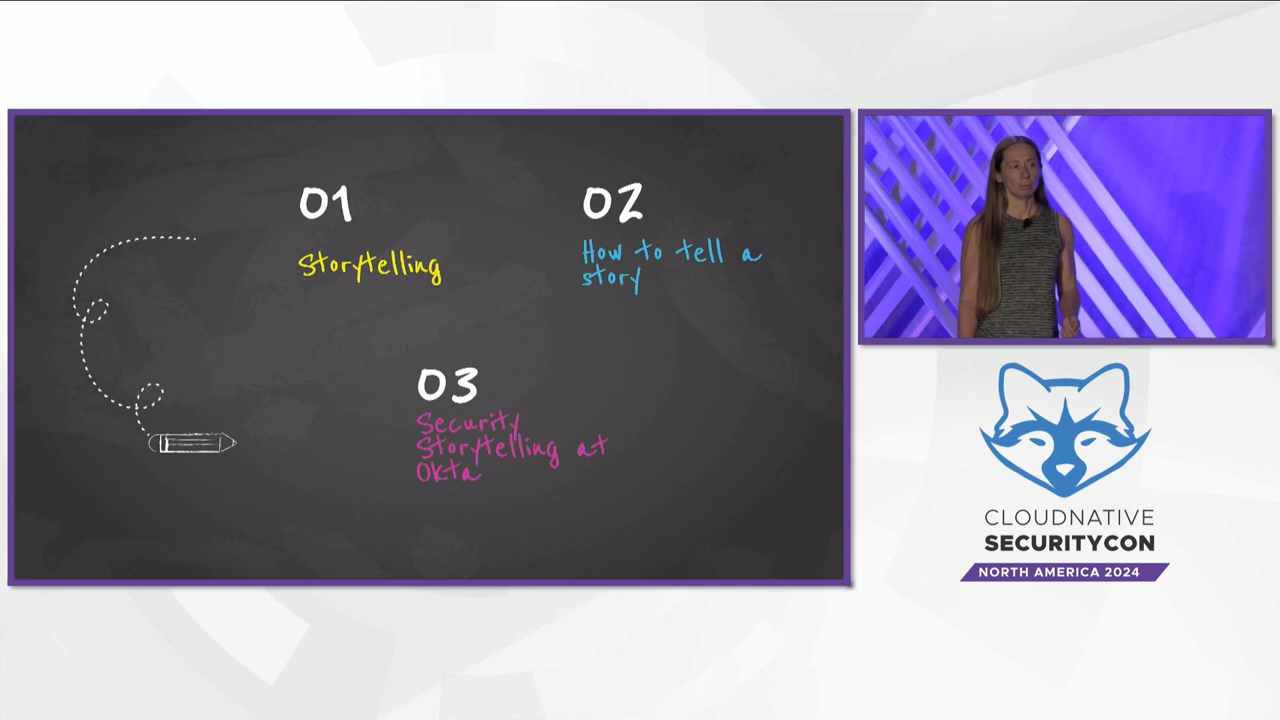 01
Storytelling
02
How to tell a
story
03
Security
Storytelling at
Okta
CLOUDNATIVE
SECURITYCON
NORTH AMERICA 2024